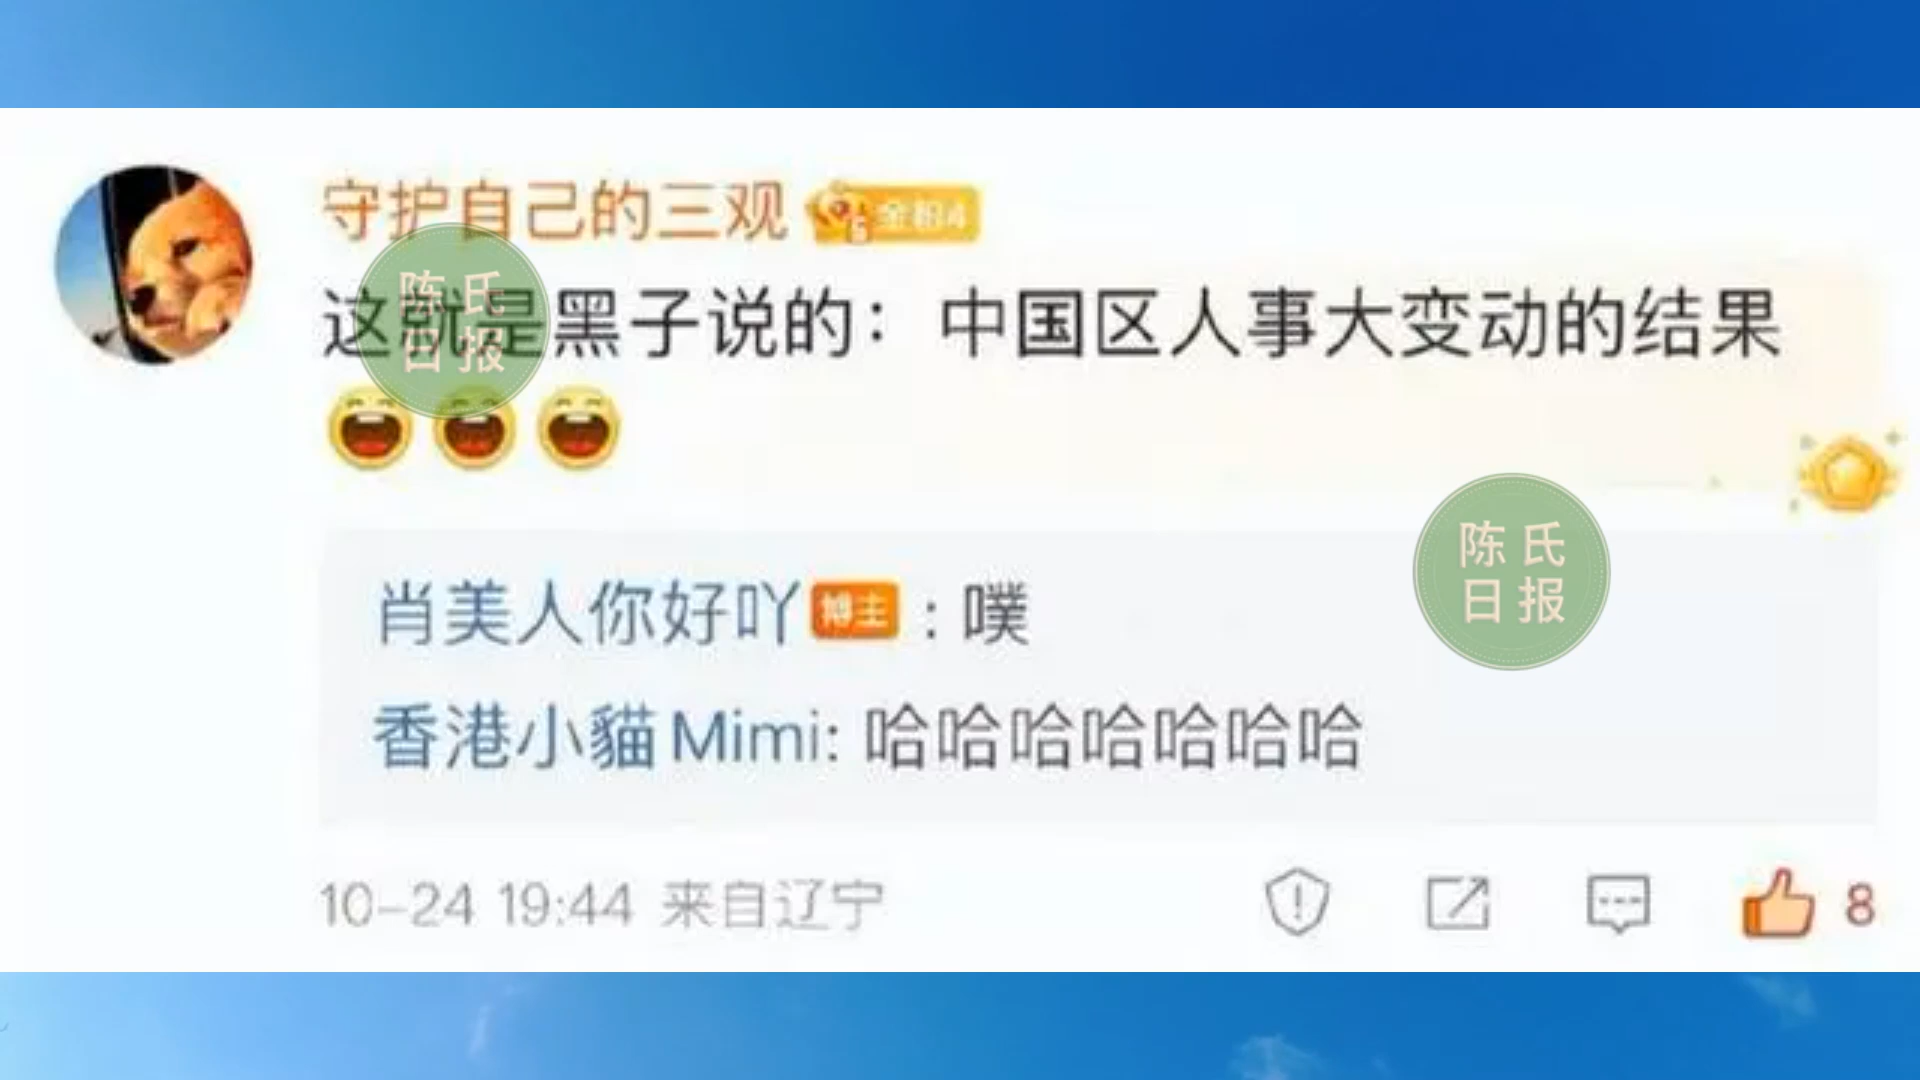 守护自己的三观 金粉4
这就是黑子说的：中国区人事大变动的结果
陈氏
日报
肖美人你好吖 博主：噗
陈氏
日报
香港小貓Mimi: 哈哈哈哈哈哈哈
10-24 19:44 来自辽宁 8